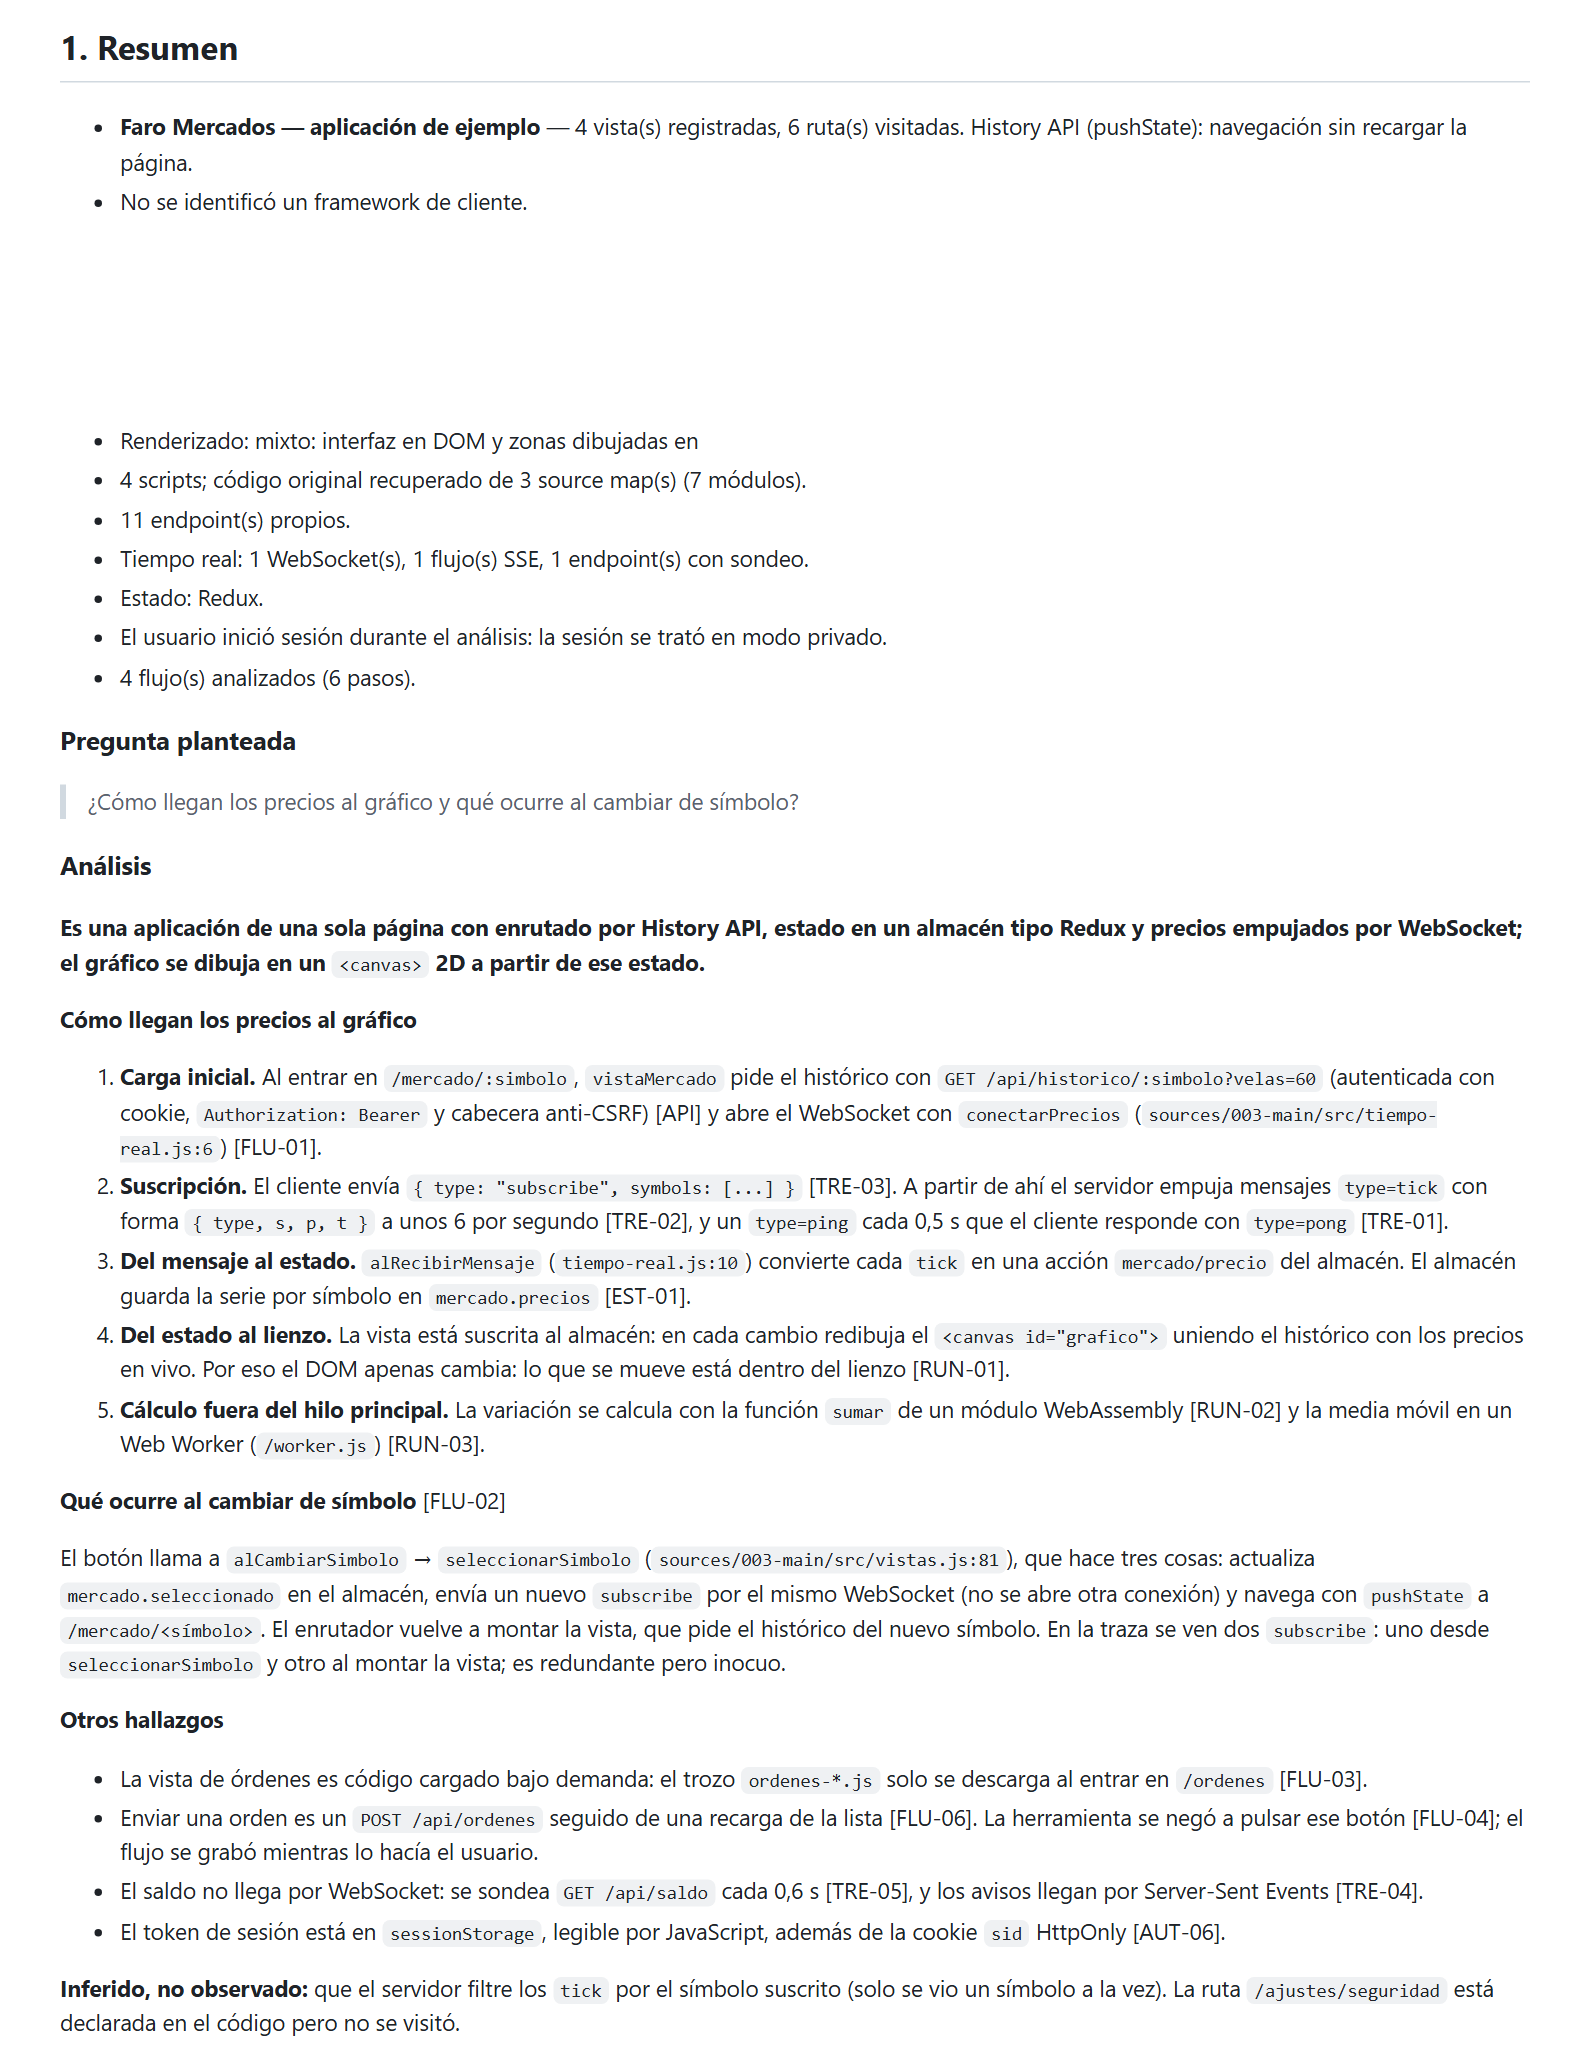 1. Resumen
Faro Mercados — aplicación de ejemplo — 4 vista(s) registradas, 6 ruta(s) visitadas. History API (pushState): navegación sin recargar la
página.
No se identificó un framework de cliente.
Renderizado: mixto: interfaz en DOM y zonas dibujadas en
4 scripts; código original recuperado de 3 source map(s) (7 módulos).
11 endpoint(s) propios.
Tiempo real: 1 WebSocket(s), 1 flujo(s) SSE, 1 endpoint(s) con sondeo.
Estado: Redux.
El usuario inició sesión durante el análisis: la sesión se trató en modo privado.
4 flujo(s) analizados (6 pasos).
Pregunta planteada
¿Cómo llegan los precios al gráfico y qué ocurre al cambiar de símbolo?
Análisis
Es una aplicación de una sola página con enrutado por History API, estado en un almacén tipo Redux y precios empujados por WebSocket;
el gráfico se dibuja en un <canvas> 2D a partir de ese estado.
Cómo llegan los precios al gráfico
1. Carga inicial. Al entrar en /mercado/:simbolo, vistaMercado pide el histórico con GET /api/historico/:simbolo?velas=60 (autenticada con
cookie, Authorization: Bearer y cabecera anti-CSRF) [API] y abre el WebSocket con conectarPrecios (sources/003-main/src/tiempo-
real.js:6) [FLU-01].
2. Suscripción. El cliente envía { type: "subscribe", symbols: [...] } [TRE-03]. A partir de ahí el servidor empuja mensajes type=tick con
forma { type, s, p, t } a unos 6 por segundo [TRE-02], y un type=ping cada 0,5 s que el cliente responde con type=pong [TRE-01].
3. Del mensaje al estado. alRecibirMensaje (tiempo-real.js:10) convierte cada tick en una acción mercado/precio del almacén. El almacén
guarda la serie por símbolo en mercado.precios [EST-01].
4. Del estado al lienzo. La vista está suscrita al almacén: en cada cambio redibuja el <canvas id="grafico"> uniendo el histórico con los precios
en vivo. Por eso el DOM apenas cambia: lo que se mueve está dentro del lienzo [RUN-01].
5. Cálculo fuera del hilo principal. La variación se calcula con la función sumar de un módulo WebAssembly [RUN-02] y la media móvil en un
Web Worker (/worker.js) [RUN-03].
Qué ocurre al cambiar de símbolo [FLU-02]
El botón llama a alCambiarSimbolo → seleccionarSimbolo (sources/003-main/src/vistas.js:81), que hace tres cosas: actualiza
mercado.seleccionado en el almacén, envía un nuevo subscribe por el mismo WebSocket (no se abre otra conexión) y navega con pushState a
/mercado/<símbolo>. El enrutador vuelve a montar la vista, que pide el histórico del nuevo símbolo. En la traza se ven dos subscribe: uno desde
seleccionarSimbolo y otro al montar la vista; es redundante pero inocuo.
Otros hallazgos
La vista de órdenes es código cargado bajo demanda: el trozo ordenes-*.js solo se descarga al entrar en /ordenes [FLU-03].
Enviar una orden es un POST /api/ordenes seguido de una recarga de la lista [FLU-06]. La herramienta se negó a pulsar ese botón [FLU-04]; el
flujo se grabó mientras lo hacía el usuario.
El saldo no llega por WebSocket: se sondea GET /api/saldo cada 0,6 s [TRE-05], y los avisos llegan por Server-Sent Events [TRE-04].
El token de sesión está en sessionStorage, legible por JavaScript, además de la cookie sid HttpOnly [AUT-06].
Inferido, no observado: que el servidor filtre los tick por el símbolo suscrito (solo se vio un símbolo a la vez). La ruta /ajustes/seguridad está
declarada en el código pero no se visitó.